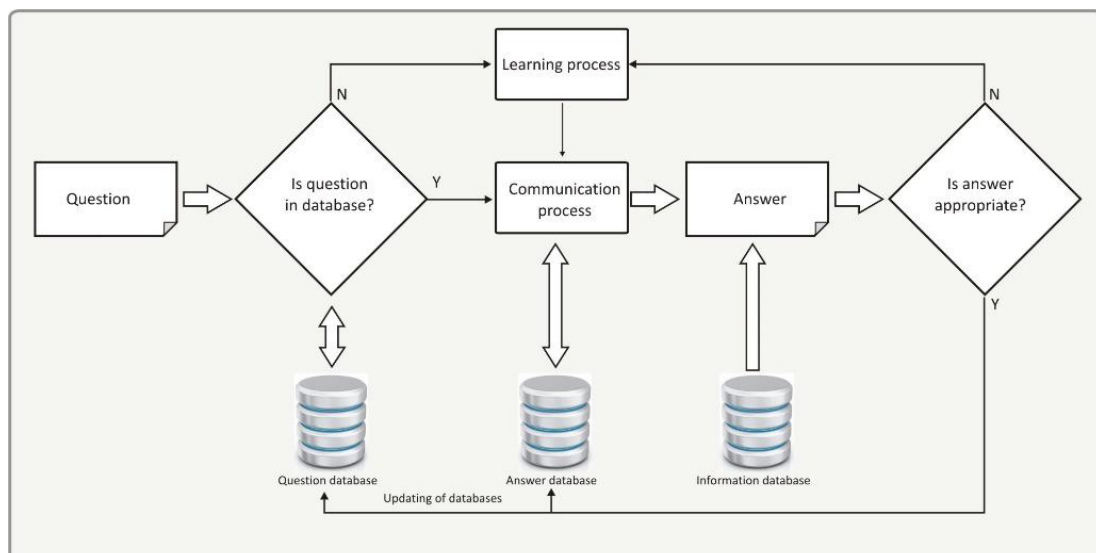 Learning process
N
N
Question
Is question
in database?
Y
Communication
process
Answer
Is answer
appropriate?
Y
Question database
Answer database
Information database
Updating of databases